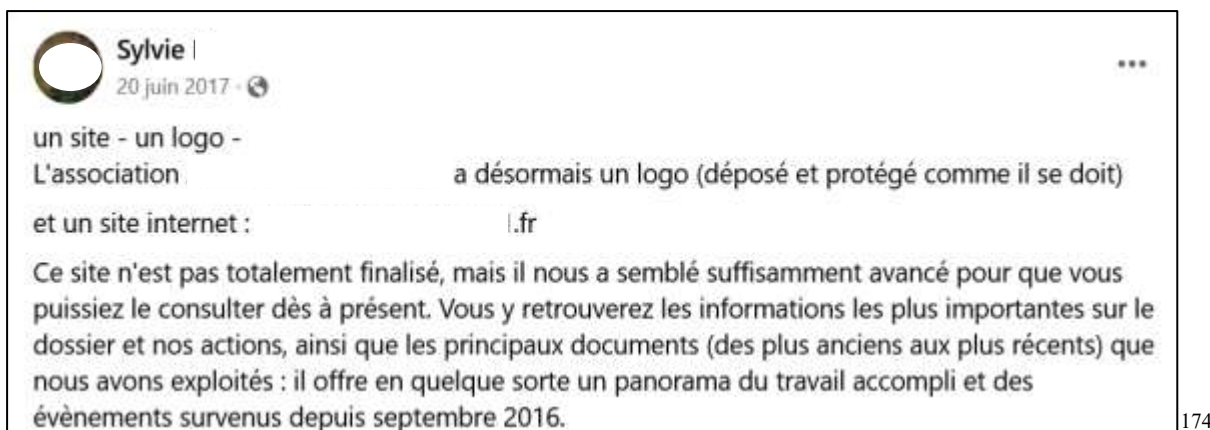 Sylvie
20 juin 2017 ·
un site - un logo -
L'association a désormais un logo (déposé et protégé comme il se doit)
et un site internet : .fr
Ce site n'est pas totalement finalisé, mais il nous a semblé suffisamment avancé pour que vous
puissiez le consulter dès à présent. Vous y retrouverez les informations les plus importantes sur le
dossier et nos actions, ainsi que les principaux documents (des plus anciens aux plus récents) que
nous avons exploités : il offre en quelque sorte un panorama du travail accompli et des
évènements survenus depuis septembre 2016.
174